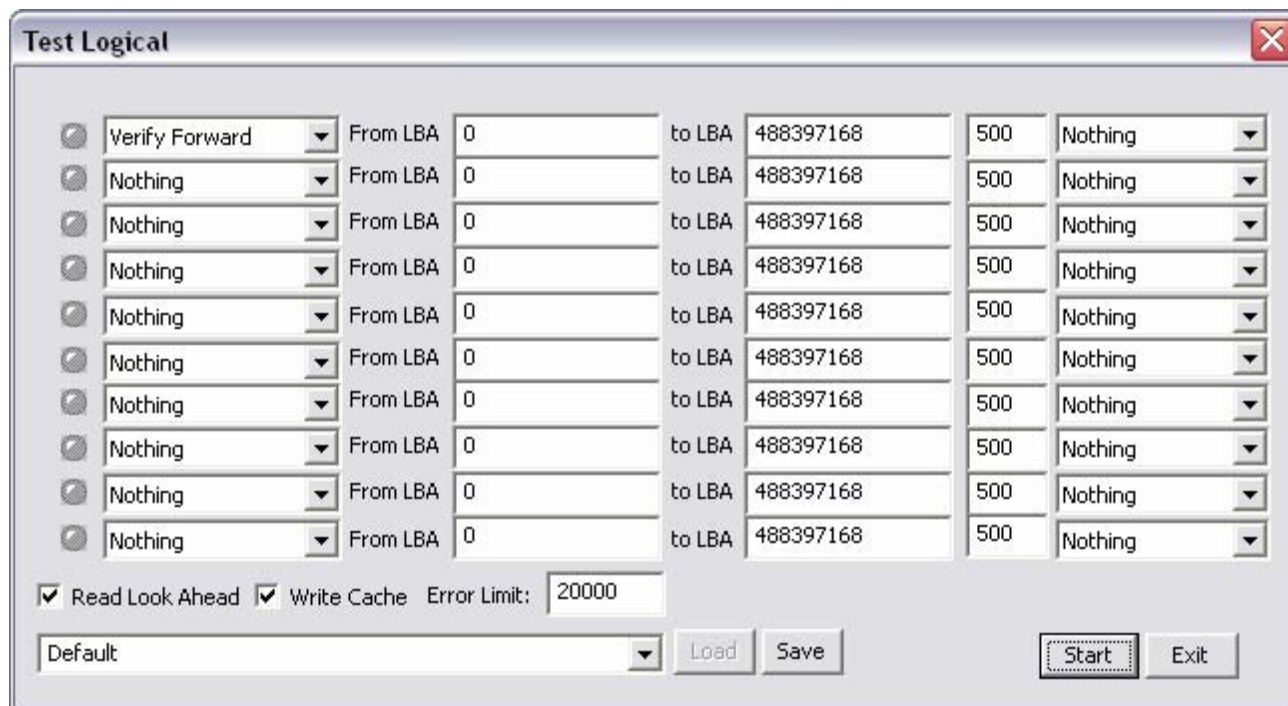 Test Logical
Verify Forward From LBA 0 to LBA 488397168 500 Nothing
Nothing From LBA 0 to LBA 488397168 500 Nothing
Nothing From LBA 0 to LBA 488397168 500 Nothing
Nothing From LBA 0 to LBA 488397168 500 Nothing
Nothing From LBA 0 to LBA 488397168 500 Nothing
Nothing From LBA 0 to LBA 488397168 500 Nothing
Nothing From LBA 0 to LBA 488397168 500 Nothing
Nothing From LBA 0 to LBA 488397168 500 Nothing
Nothing From LBA 0 to LBA 488397168 500 Nothing
Nothing From LBA 0 to LBA 488397168 500 Nothing
Read Look Ahead Write Cache Error Limit: 20000
Default Load Save Start Exit